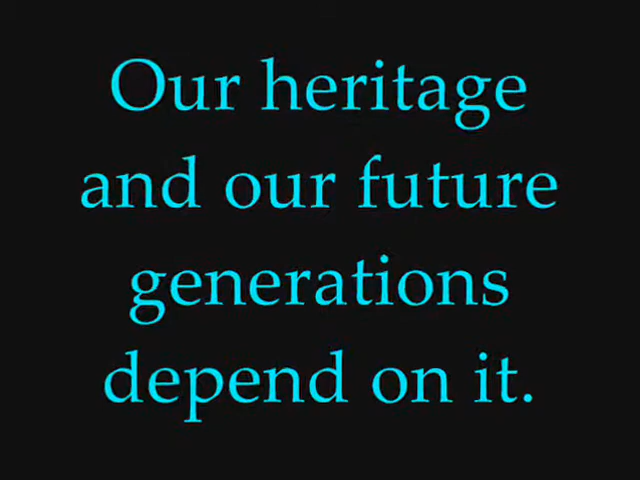 Our heritage
and our future
generations
depend on it.